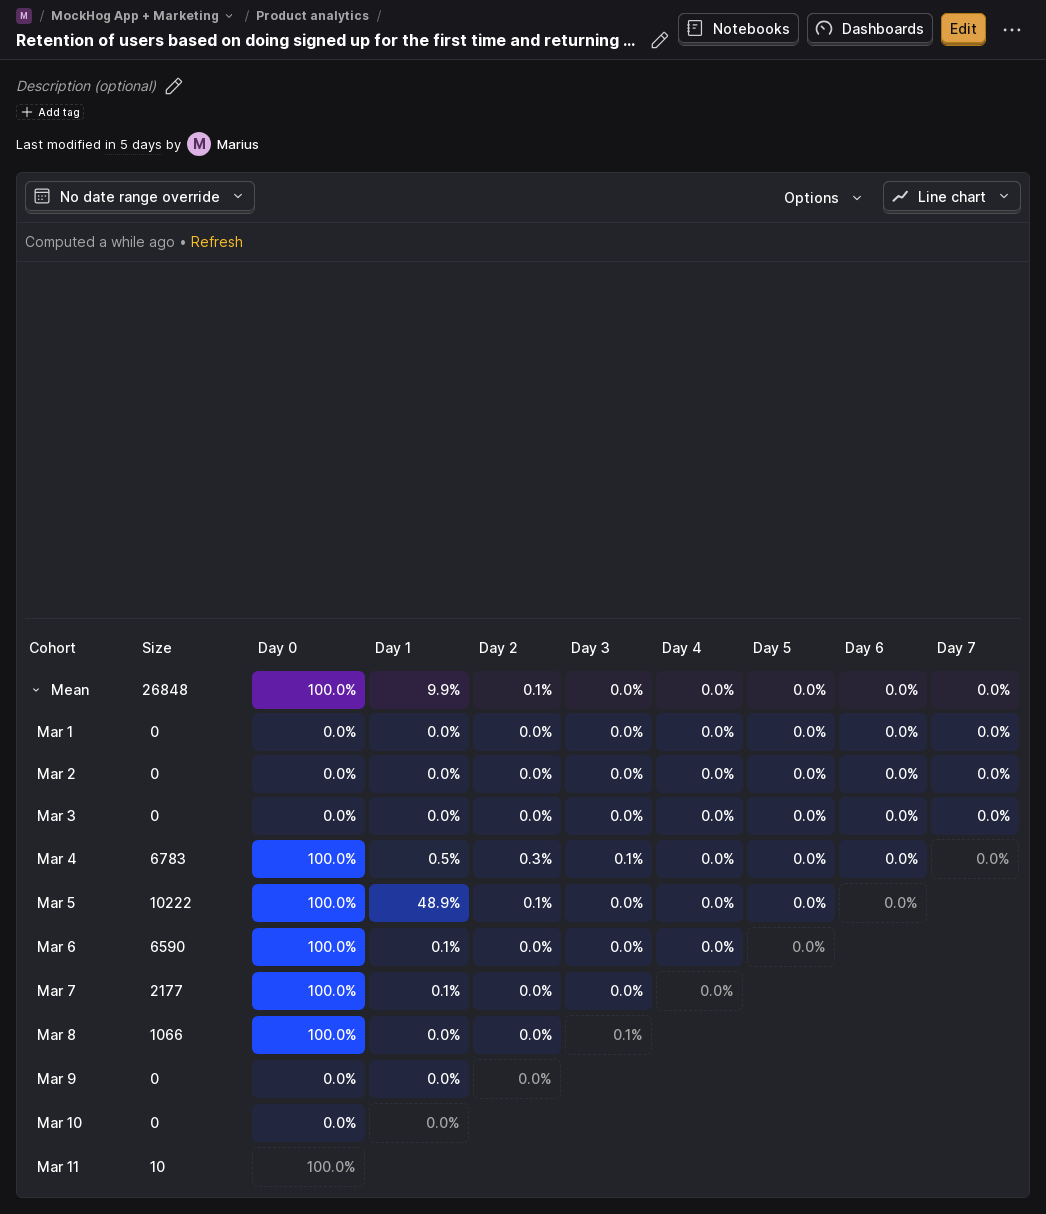 M / MockHog App + Marketing / Product analytics /
Retention of users based on doing signed up for the first time and returning ...
Notebooks Dashboards Edit
Description (optional)
Add tag
Last modified in 5 days by M Marius
No date range override Options Line chart
Computed a while ago • Refresh
Cohort Size Day 0 Day 1 Day 2 Day 3 Day 4 Day 5 Day 6 Day 7
Mean 26848 100.0% 9.9% 0.1% 0.0% 0.0% 0.0% 0.0% 0.0%
Mar 1 0 0.0% 0.0% 0.0% 0.0% 0.0% 0.0% 0.0% 0.0%
Mar 2 0 0.0% 0.0% 0.0% 0.0% 0.0% 0.0% 0.0% 0.0%
Mar 3 0 0.0% 0.0% 0.0% 0.0% 0.0% 0.0% 0.0% 0.0%
Mar 4 6783 100.0% 0.5% 0.3% 0.1% 0.0% 0.0% 0.0% 0.0%
Mar 5 10222 100.0% 48.9% 0.1% 0.0% 0.0% 0.0% 0.0%
Mar 6 6590 100.0% 0.1% 0.0% 0.0% 0.0% 0.0%
Mar 7 2177 100.0% 0.1% 0.0% 0.0% 0.0%
Mar 8 1066 100.0% 0.0% 0.0% 0.1%
Mar 9 0 0.0% 0.0% 0.0%
Mar 10 0 0.0% 0.0%
Mar 11 10 100.0%